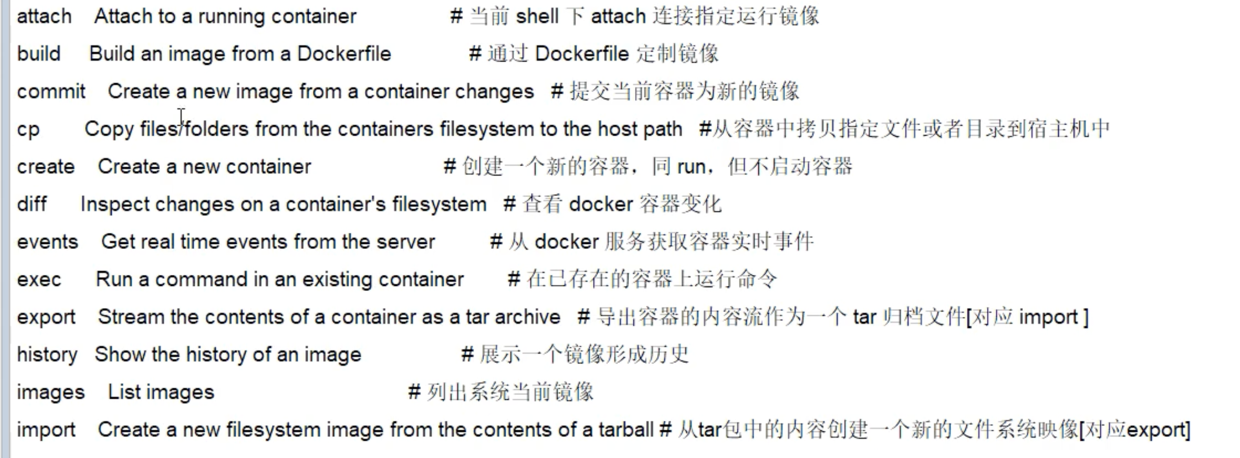 attach Attach to a running container # 当前 shell 下 attach 连接指定运行镜像
build Build an image from a Dockerfile # 通过 Dockerfile 定制镜像
commit Create a new image from a container changes # 提交当前容器为新的镜像
cp Copy files/folders from the containers filesystem to the host path #从容器中拷贝指定文件或者目录到宿主机中
create Create a new container # 创建一个新的容器，同 run，但不启动容器
diff Inspect changes on a container's filesystem # 查看 docker 容器变化
events Get real time events from the server # 从 docker 服务获取容器实时事件
exec Run a command in an existing container # 在已存在的容器上运行命令
export Stream the contents of a container as a tar archive # 导出容器的内容流作为一个 tar 归档文件[对应 import ]
history Show the history of an image # 展示一个镜像形成历史
images List images # 列出系统当前镜像
import Create a new filesystem image from the contents of a tarball # 从tar包中的内容创建一个新的文件系统映像[对应export]